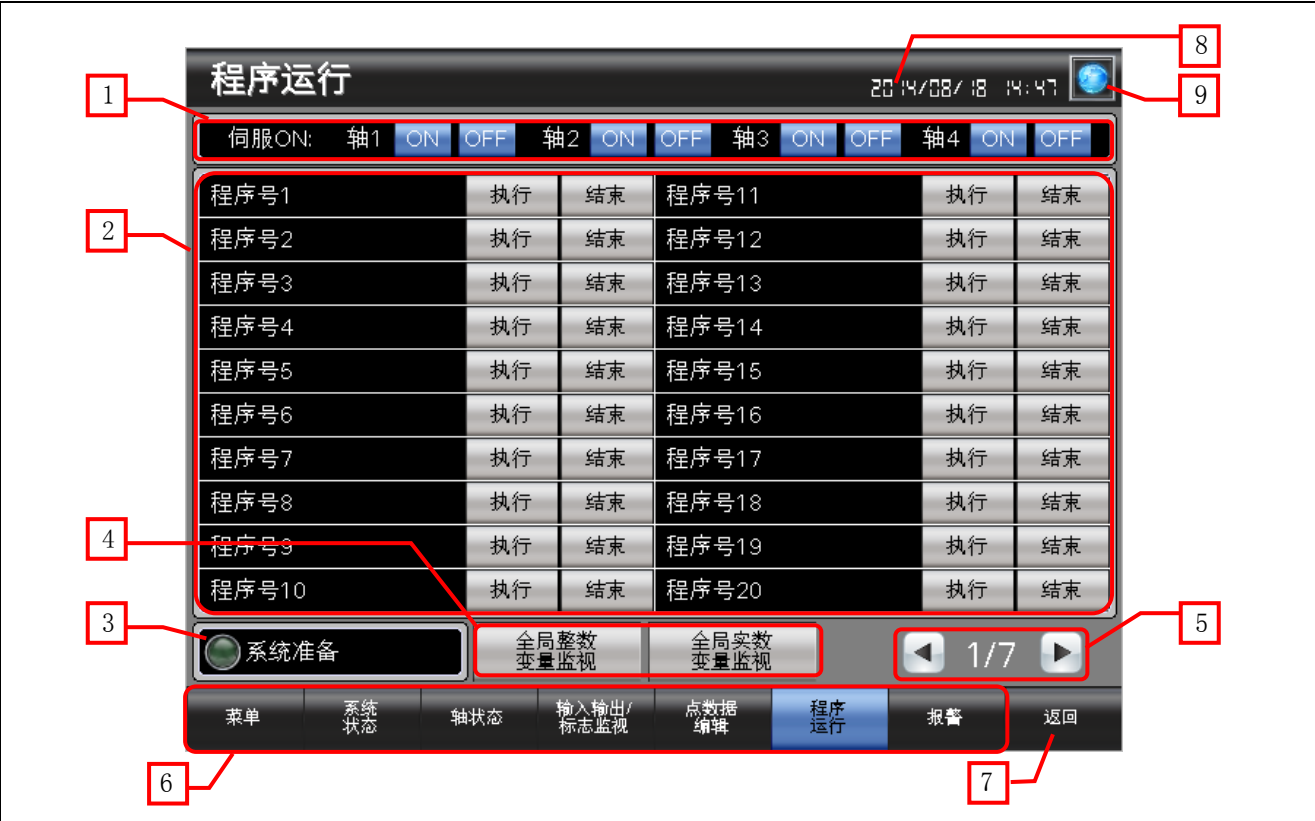 8
程序运行
2014/08/18 14:47
1
9
伺服ON: 轴1 ON OFF 轴2 ON OFF 轴3 ON OFF 轴4 ON OFF
程序号1 执行 结束 程序号11 执行 结束
2
程序号2 执行 结束 程序号12 执行 结束
程序号3 执行 结束 程序号13 执行 结束
程序号4 执行 结束 程序号14 执行 结束
程序号5 执行 结束 程序号15 执行 结束
程序号6 执行 结束 程序号16 执行 结束
程序号7 执行 结束 程序号17 执行 结束
程序号8 执行 结束 程序号18 执行 结束
4
程序号9 执行 结束 程序号19 执行 结束
程序号10 执行 结束 程序号20 执行 结束
3
5
系统准备
全局整数
变量监视
全局实数
变量监视
1/7
菜单
系统
状态
轴状态
输入输出/
标志监视
点数据
编辑
程序
运行
报警
返回
6
7